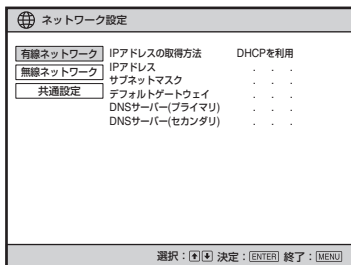 ネットワーク設定
有線ネットワーク IPアドレスの取得方法 DHCPを利用
無線ネットワーク IPアドレス . . .
共通設定 サブネットマスク . . .
デフォルトゲートウェイ . . .
DNSサーバー(プライマリ) . . .
DNSサーバー(セカンダリ) . . .
選択:↑↓ 決定:ENTER 終了:MENU